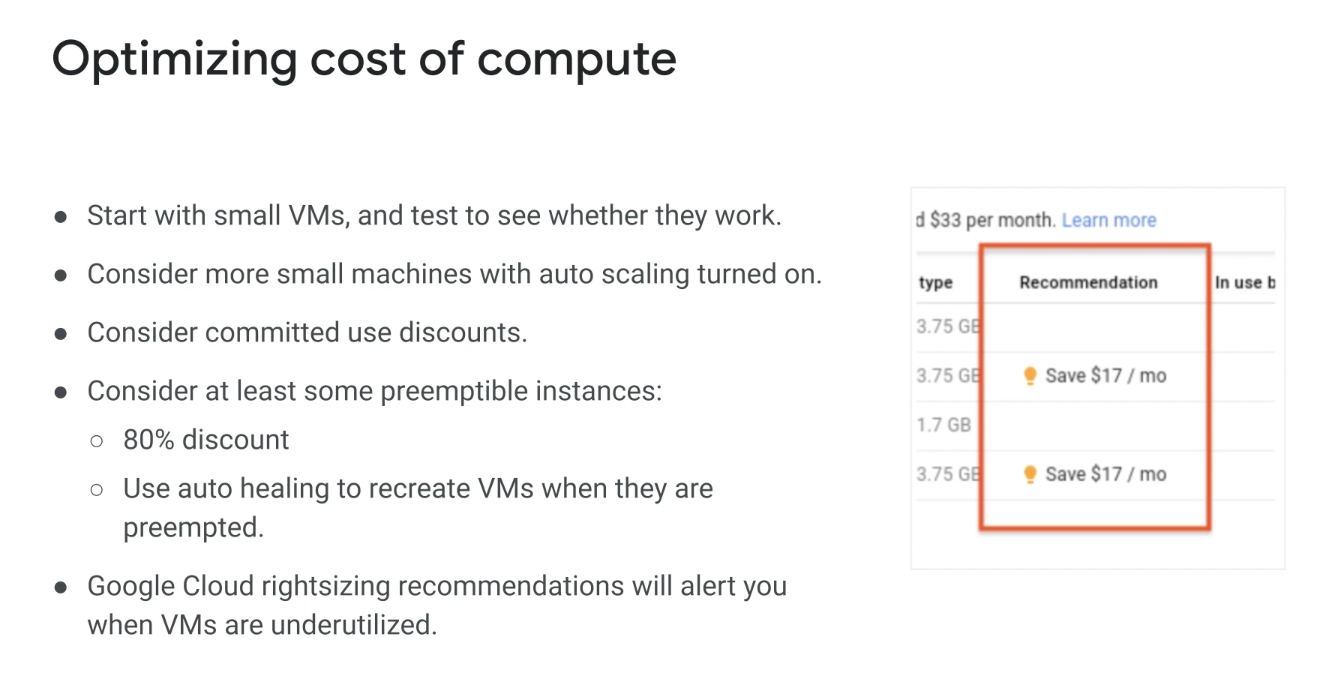 Optimizing cost of compute
● Start with small VMs, and test to see whether they work.
● Consider more small machines with auto scaling turned on.
● Consider committed use discounts.
● Consider at least some preemptible instances:
○ 80% discount
○ Use auto healing to recreate VMs when they are
preempted.
● Google Cloud rightsizing recommendations will alert you
when VMs are underutilized.
d $33 per month. Learn more
type Recommendation In use b
3.75 GB
3.75 GB Save $17 / mo
1.7 GB
3.75 GB Save $17 / mo